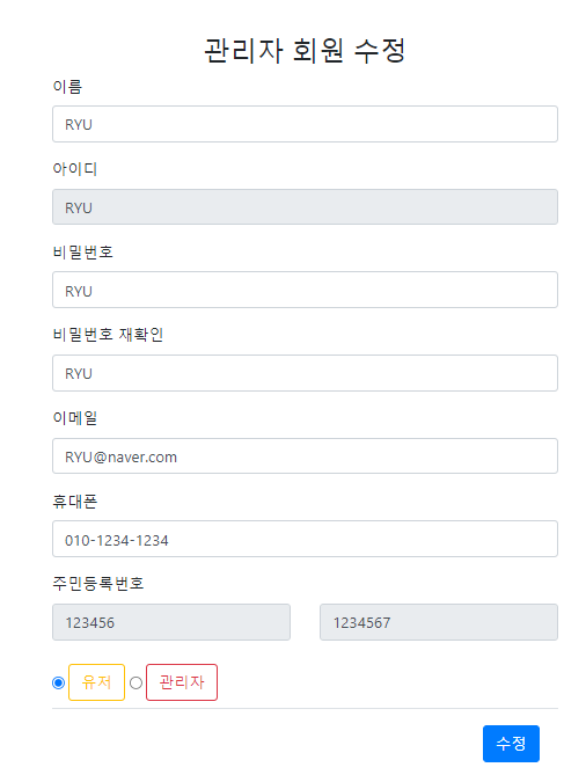 관리자 회원 수정
이름
RYU
아이디
RYU
비밀번호
RYU
비밀번호 재확인
RYU
이메일
RYU@naver.com
휴대폰
010-1234-1234
주민등록번호
123456 1234567
유저 관리자
수정